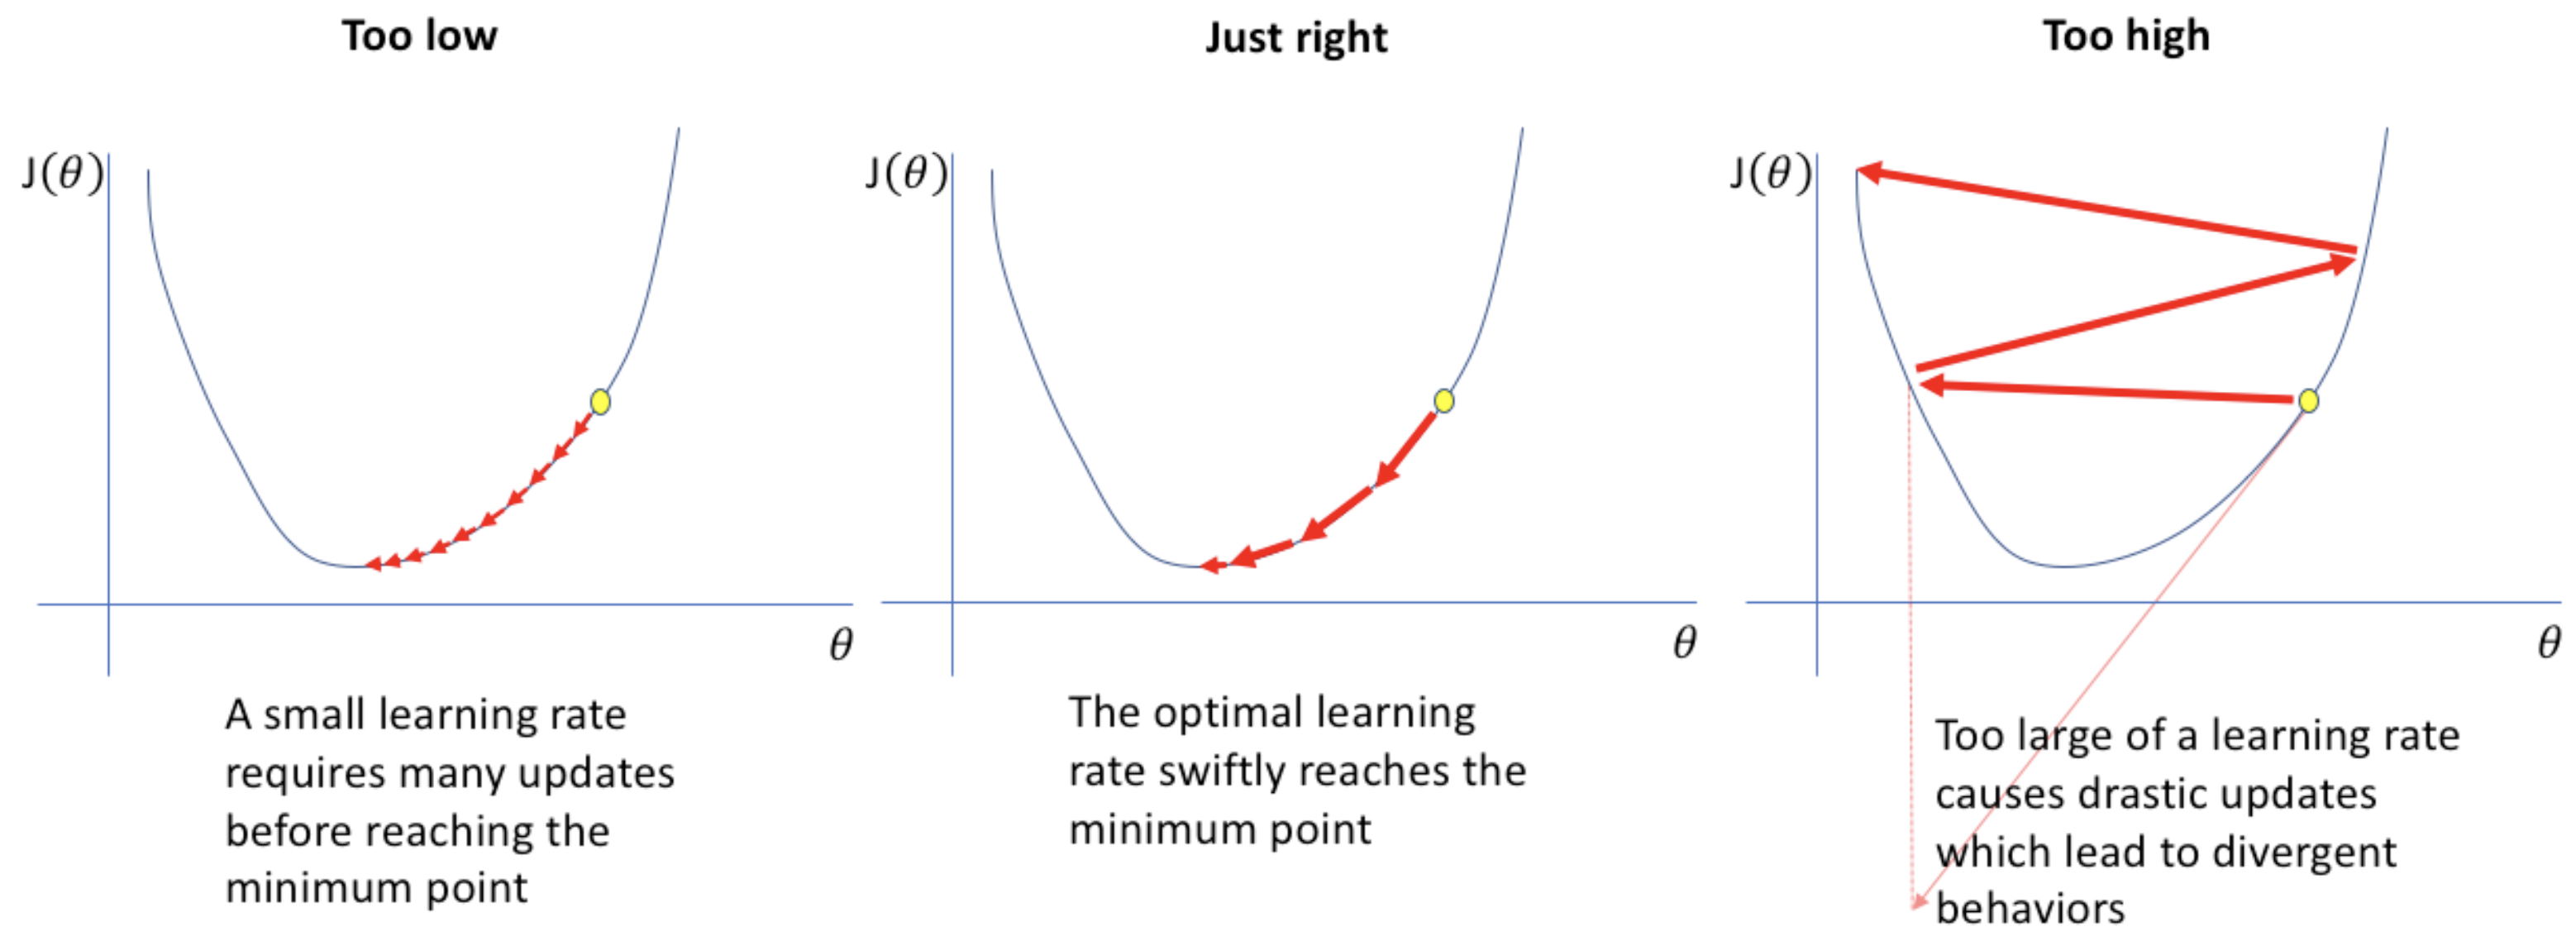 Too low
J(θ)
θ
A small learning rate
requires many updates
before reaching the
minimum point
Just right
J(θ)
θ
The optimal learning
rate swiftly reaches the
minimum point
Too high
J(θ)
θ
Too large of a learning rate
causes drastic updates
which lead to divergent
behaviors